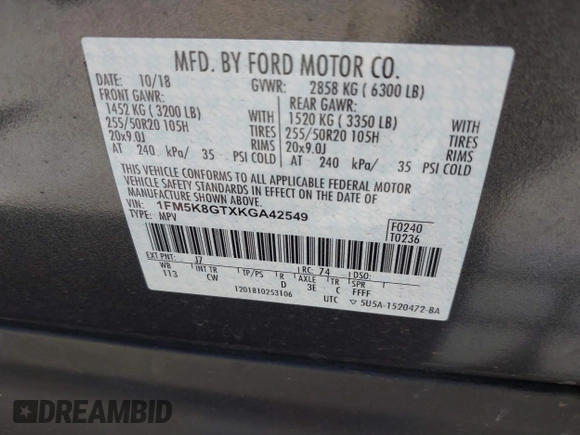 MFD. BY FORD MOTOR CO.
DATE: 10/18 GVWR: 2858 KG ( 6300 LB)
FRONT GAWR: REAR GAWR:
1452 KG ( 3200 LB) 1520 KG ( 3350 LB)
255/50R20 105H TIRES 255/50R20 105H TIRES
20x9.0J RIMS 20x9.0J RIMS
AT 240 kPa/ 35 PSI COLD AT 240 kPa/ 35 PSI COLD
THIS VEHICLE CONFORMS TO ALL APPLICABLE FEDERAL MOTOR
VEHICLE SAFETY STANDARDS IN EFFECT ON THE DATE OF
MANUFACTURE SHOWN ABOVE.
VIN: 1FM5K8GTXKGA42549
TYPE: MPV
F0240
T0236
EXT PNT: J7 RC: 74 DSO:
WB INT TR TP/PS R AXLE TR SPR
113 CW D 3E C FFFF
UTC
1201810253106 ▽ 5U5A-1520472-BA
DREAMBID